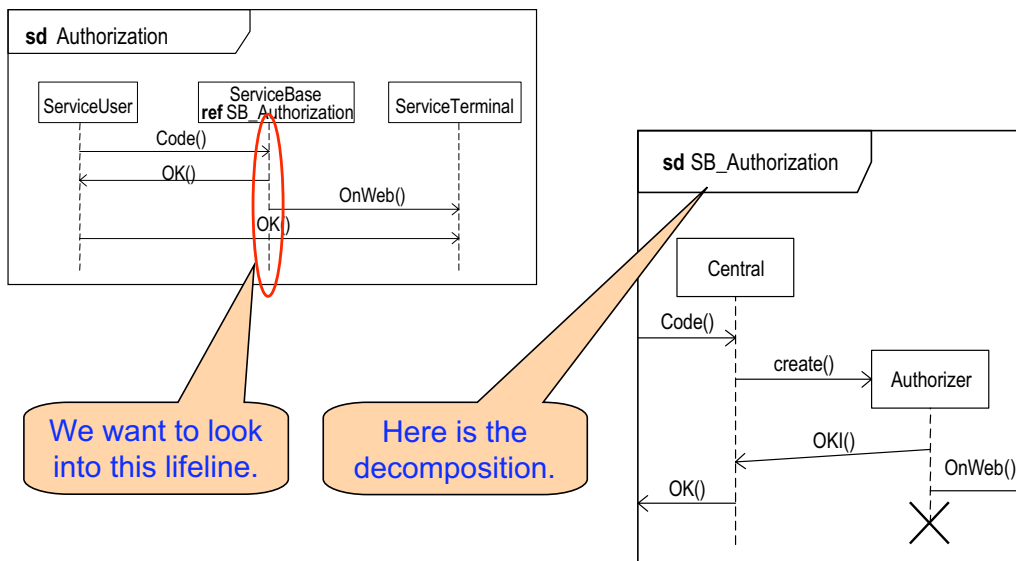 sd Authorization
ServiceUser
ServiceBase
ref SB_Authorization
ServiceTerminal
Code()
OK()
OnWeb()
OK()
We want to look
into this lifeline.
Here is the
decomposition.
sd SB_Authorization
Central
Code()
create()
Authorizer
OKI()
OnWeb()
OK()